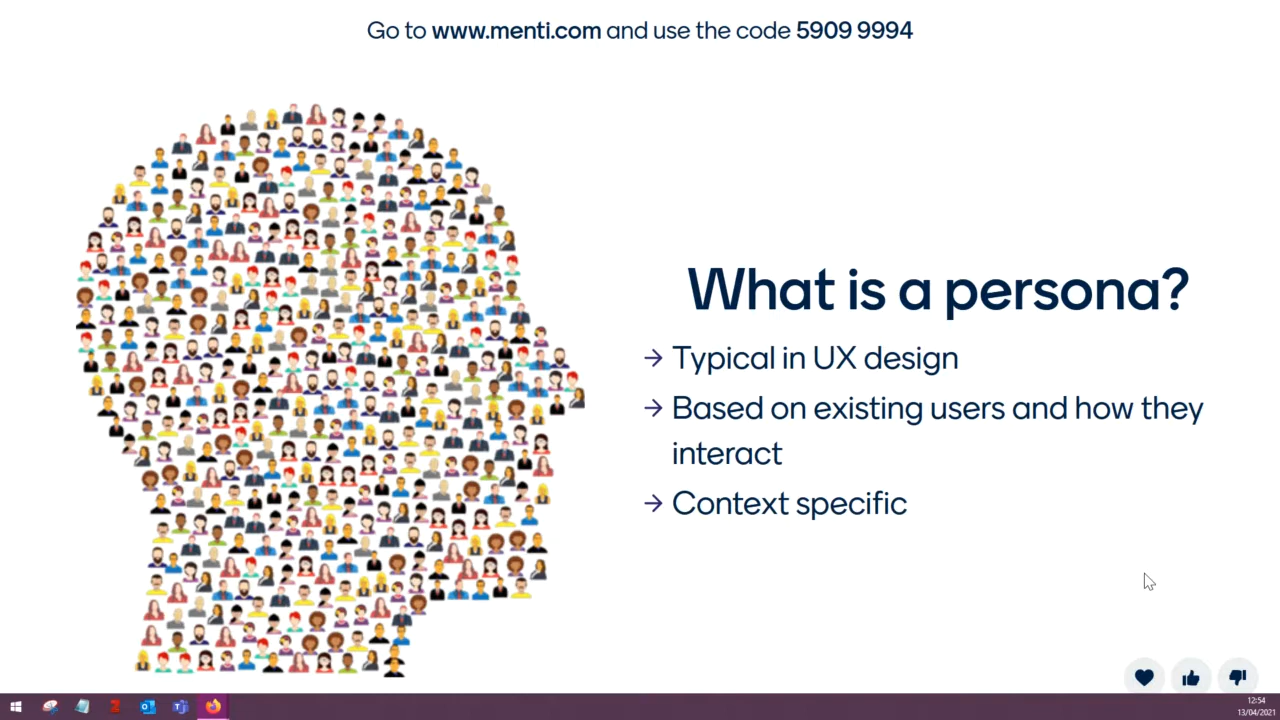 Go to www.menti.com and use the code 5909 9994
What is a persona?
→ Typical in UX design
→ Based on existing users and how they
interact
→ Context specific
12:54
13/04/2021